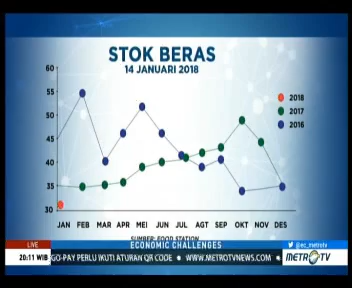 STOK BERAS
14 JANUARI 2018
60
55
50
45
40
35
30
2018
2017
2016
JAN FEB MAR APR MEI JUN JUL AGT SEP OKT NOV DES
SUMBER: FOOD STATION
LIVE
ECONOMIC CHALLENGES
@ec_metrotv
20:11 WIB
GO-PAY PERLU IKUTI ATURAN QR CODE • WWW.METROTVNEWS.COM
METRO TV